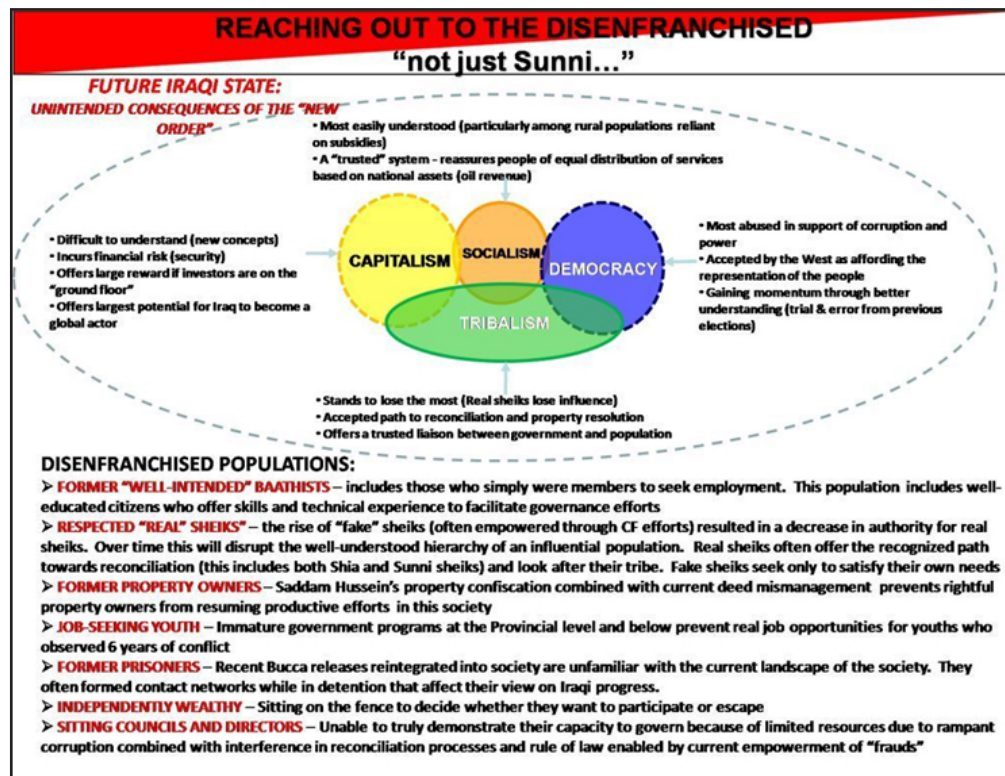 REACHING OUT TO THE DISENFRANCHISED
“not just Sunni…”
FUTURE IRAQI STATE:
UNINTENDED CONSEQUENCES OF THE “NEW
ORDER”
• Most easily understood (particularly among rural populations reliant
on subsidies)
• A “trusted” system - reassures people of equal distribution of services
based on national assets (oil revenue)
• Difficult to understand (new concepts)
• Incurs financial risk (security)
• Offers large reward if investors are on the
“ground floor”
• Offers largest potential for Iraq to become a
global actor
CAPITALISM
SOCIALISM
DEMOCRACY
TRIBALISM
• Most abused in support of corruption and
power
• Accepted by the West as affording the
representation of the people
• Gaining momentum through better
understanding (trial & error from previous
elections)
• Stands to lose the most (Real sheiks lose influence)
• Accepted path to reconciliation and property resolution
• Offers a trusted liaison between government and population
DISENFRANCHISED POPULATIONS:
➢ FORMER “WELL-INTENDED” BAATHISTS – includes those who simply were members to seek employment. This population includes well-
educated citizens who offer skills and technical experience to facilitate governance efforts
➢ RESPECTED “REAL” SHEIKS” – the rise of “fake” sheiks (often empowered through CF efforts) resulted in a decrease in authority for real
sheiks. Over time this will disrupt the well-understood hierarchy of an influential population. Real sheiks often offer the recognized path
towards reconciliation (this includes both Shia and Sunni sheiks) and look after their tribe. Fake sheiks seek only to satisfy their own needs
➢ FORMER PROPERTY OWNERS – Saddam Hussein’s property confiscation combined with current deed mismanagement prevents rightful
property owners from resuming productive efforts in this society
➢ JOB-SEEKING YOUTH – Immature government programs at the Provincial level and below prevent real job opportunities for youths who
observed 6 years of conflict
➢ FORMER PRISONERS – Recent Bucca releases reintegrated into society are unfamiliar with the current landscape of the society. They
often formed contact networks while in detention that affect their view on Iraqi progress.
➢ INDEPENDENTLY WEALTHY – Sitting on the fence to decide whether they want to participate or escape
➢ SITTING COUNCILS AND DIRECTORS – Unable to truly demonstrate their capacity to govern because of limited resources due to rampant
corruption combined with interference in reconciliation processes and rule of law enabled by current empowerment of “frauds”